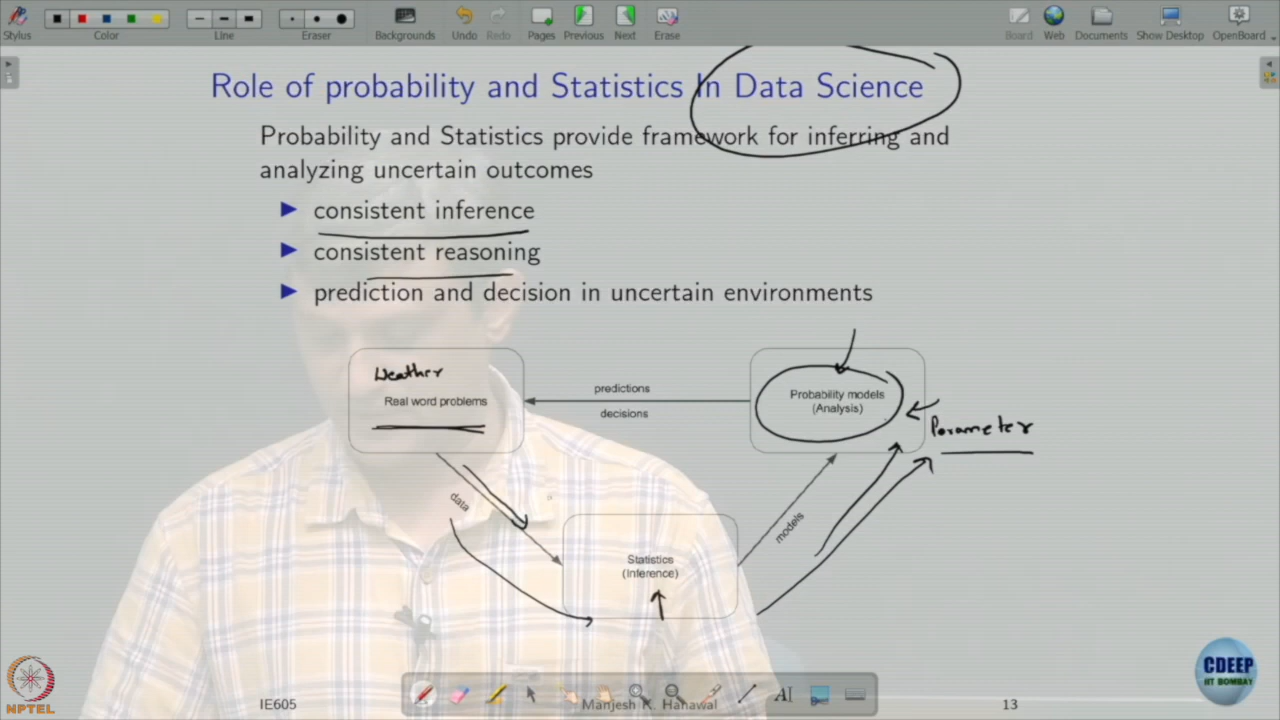 Stylus
Color
Line
Eraser
Backgrounds
Undo
Redo
Pages
Previous
Next
Erase
Board
Web
Documents
Show Desktop
OpenBoard
Role of probability and Statistics In Data Science
Probability and Statistics provide framework for inferring and
analyzing uncertain outcomes
consistent inference
consistent reasoning
prediction and decision in uncertain environments
Weather
Real word problems
predictions
decisions
Probability models
(Analysis)
Parameter
data
models
Statistics
(Inference)
NPTEL
IE605
Manjesh K. Hanawal
13
CDEEP
IIT BOMBAY